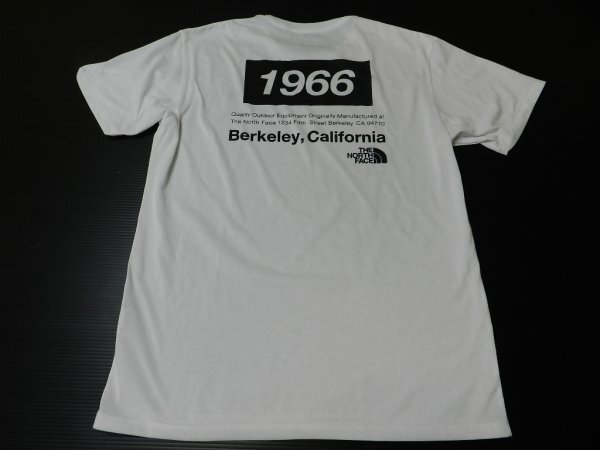 1966
Quality Outdoor Equipment Originally Manufactured at
The North Face 1234 Fifth Street Berkeley, CA 94710
Berkeley, California
THE
NORTH
FACE